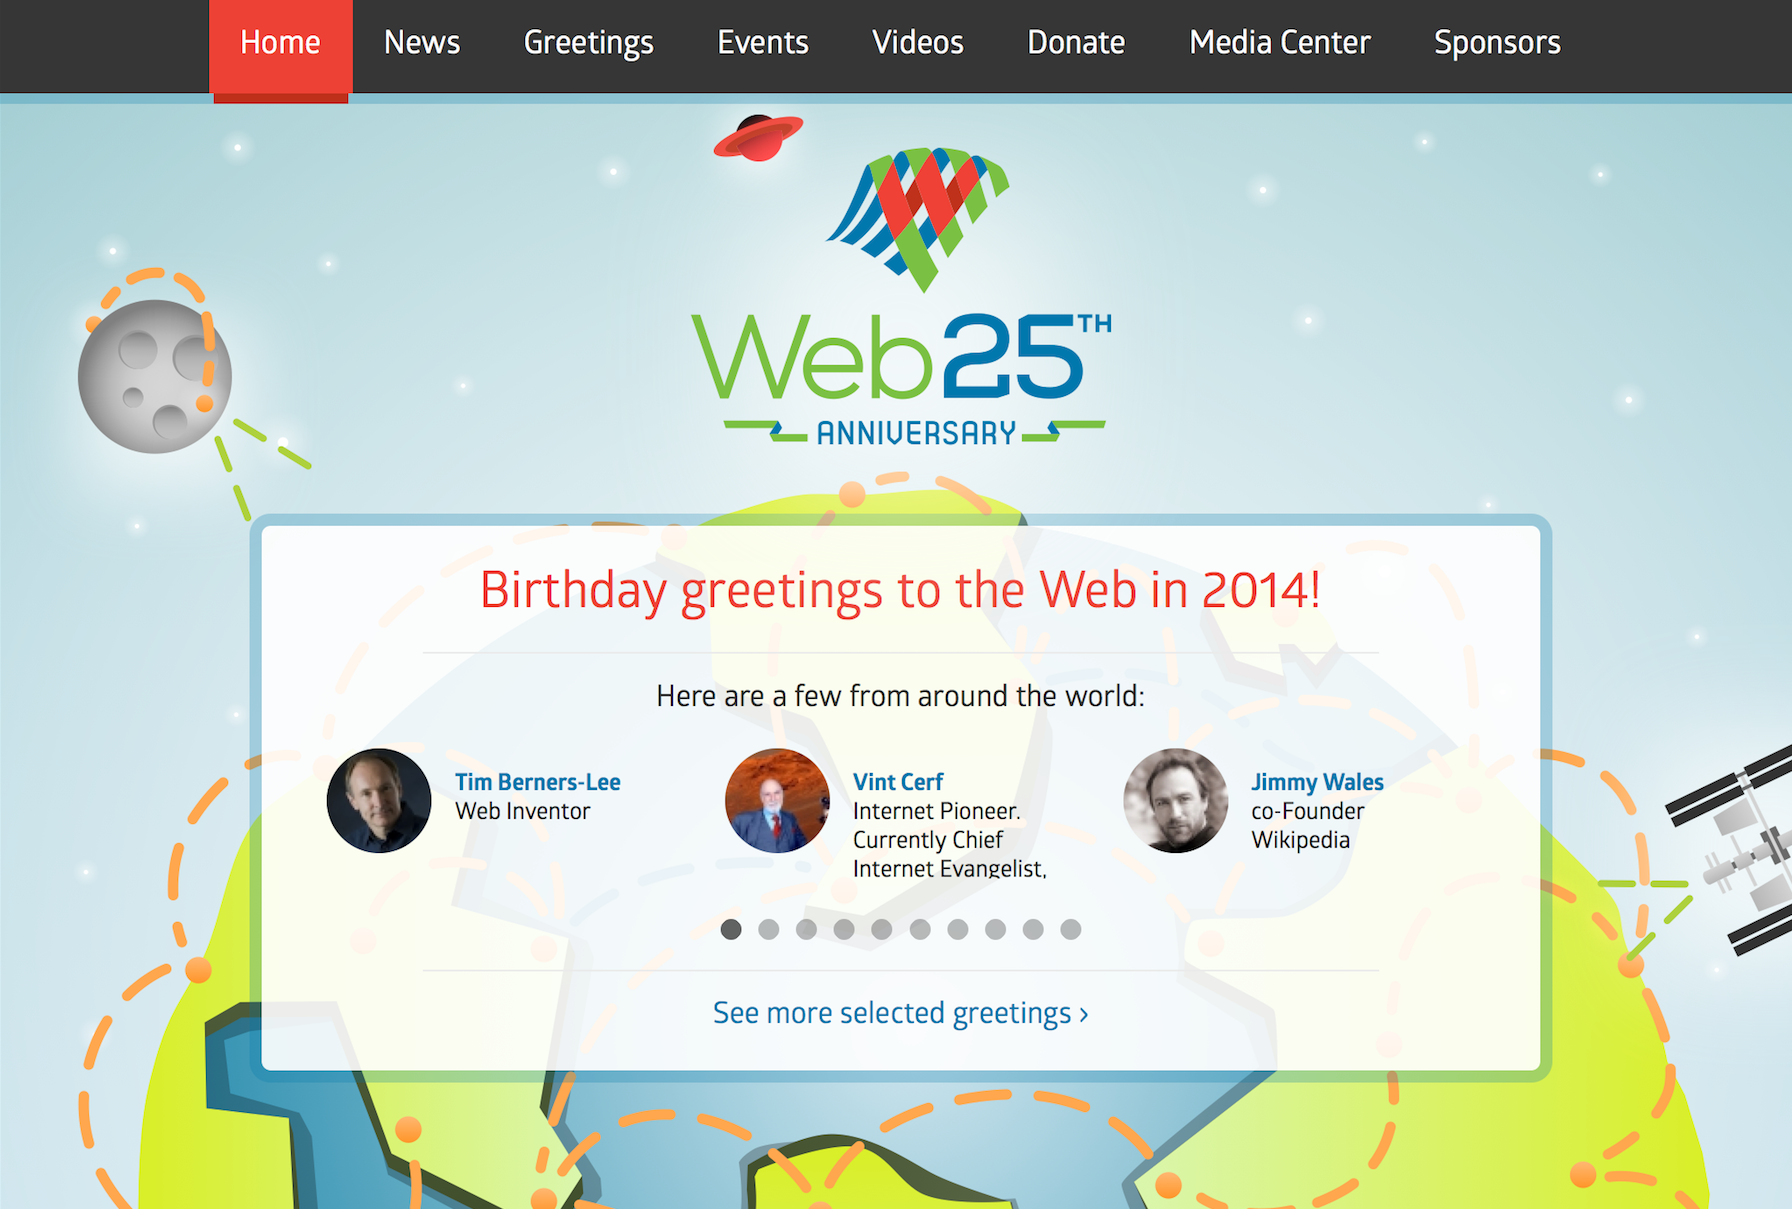 Home News Greetings Events Videos Donate Media Center Sponsors
Web25TH
ANNIVERSARY
Birthday greetings to the Web in 2014!
Here are a few from around the world:
Tim Berners-Lee
Web Inventor
Vint Cerf
Internet Pioneer.
Currently Chief
Internet Evangelist,
Jimmy Wales
co-Founder
Wikipedia
See more selected greetings ›